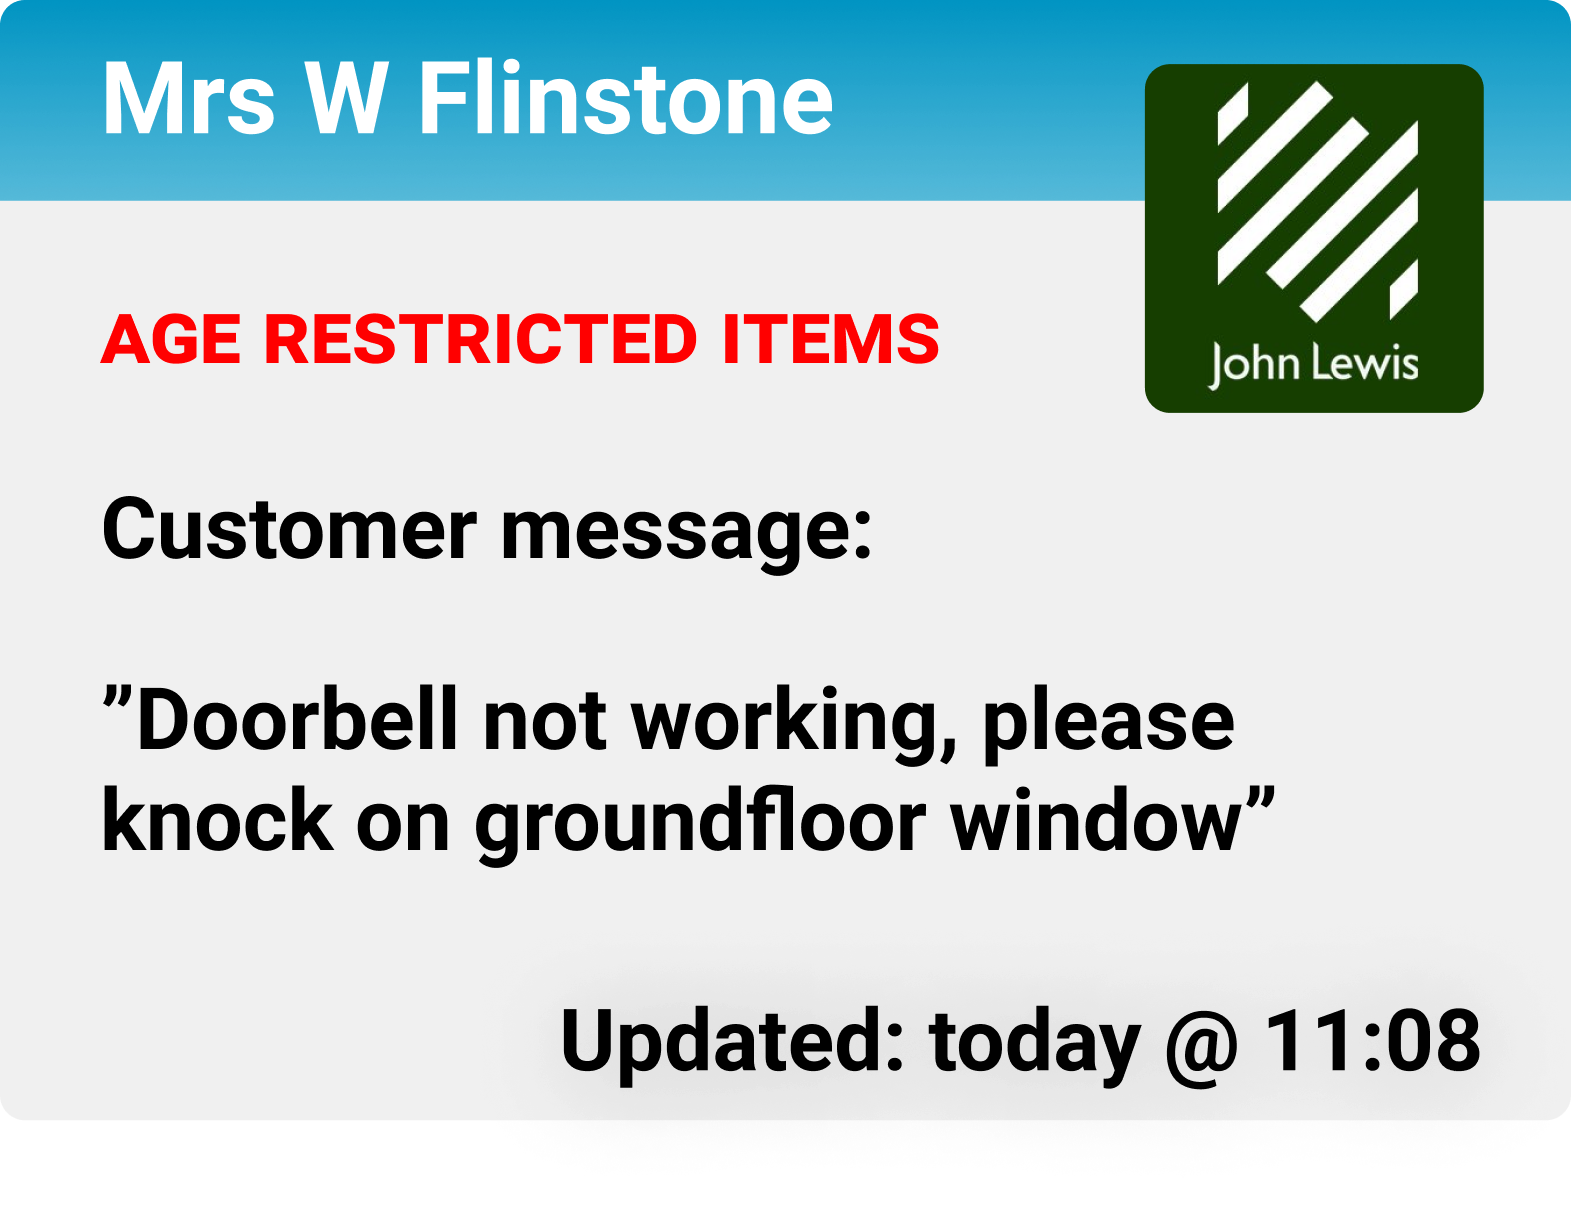 Mrs W Flinstone
John Lewis
AGE RESTRICTED ITEMS
Customer message:
”Doorbell not working, please
knock on groundfloor window”
Updated: today @ 11:08